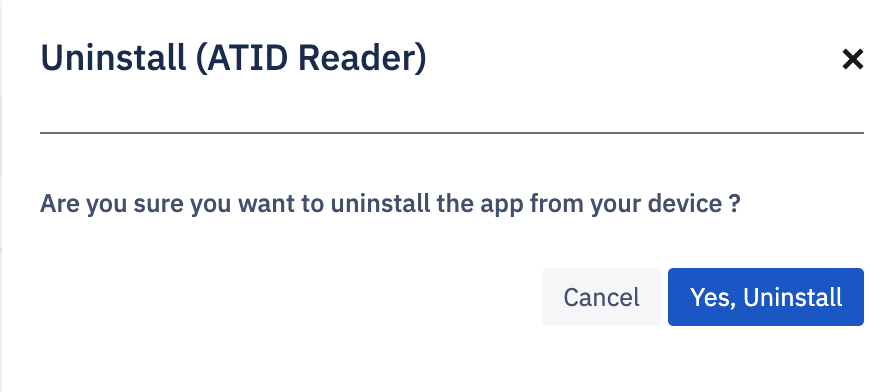 Uninstall (ATID Reader)
Are you sure you want to uninstall the app from your device ?
Cancel
Yes, Uninstall